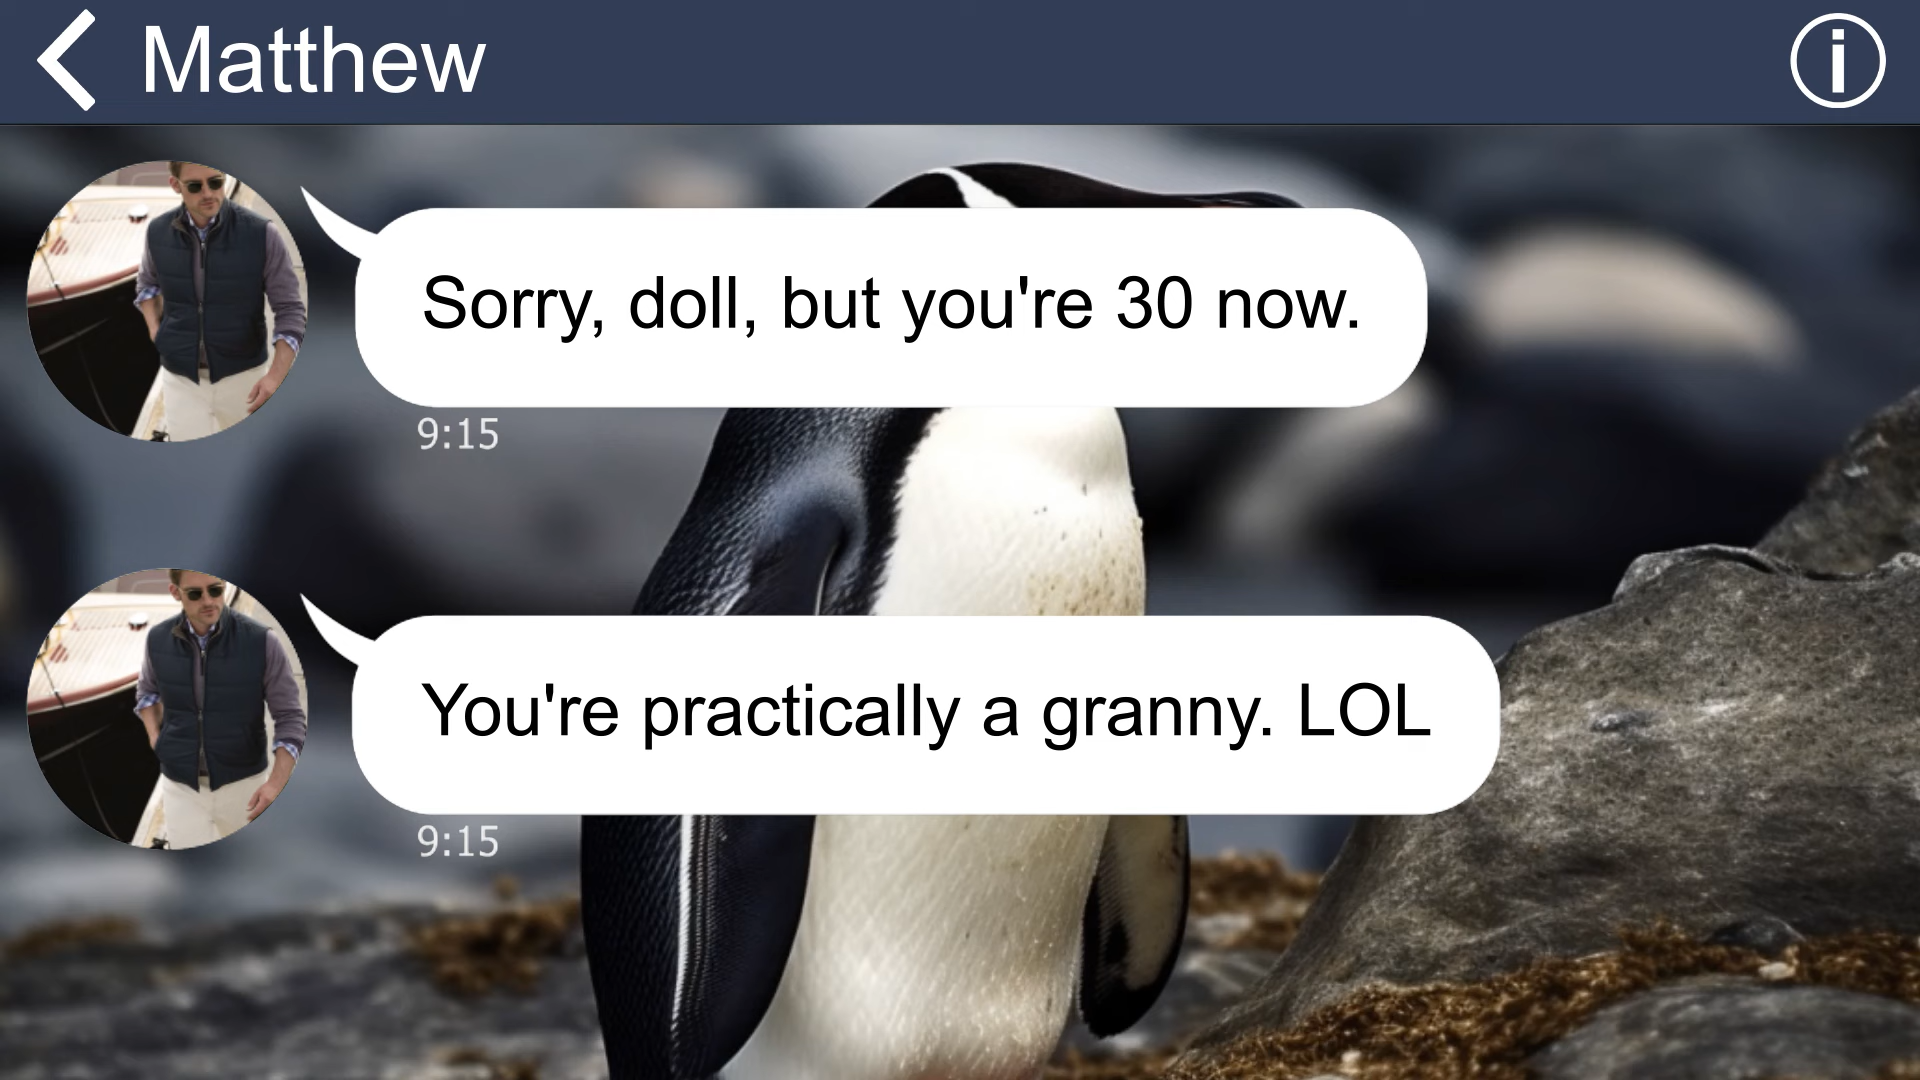 Matthew
Sorry, doll, but you're 30 now.
9:15
You're practically a granny. LOL
9:15